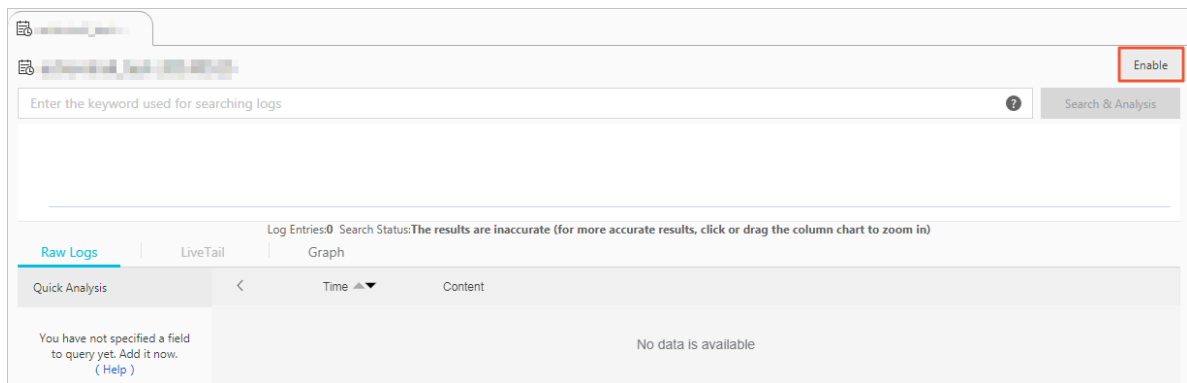 Enable
Enter the keyword used for searching logs
?
Search & Analysis
Log Entries:0 Search Status:The results are inaccurate (for more accurate results, click or drag the column chart to zoom in)
Raw Logs LiveTail Graph
Quick Analysis < Time Content
You have not specified a field
to query yet. Add it now.
( Help )
No data is available